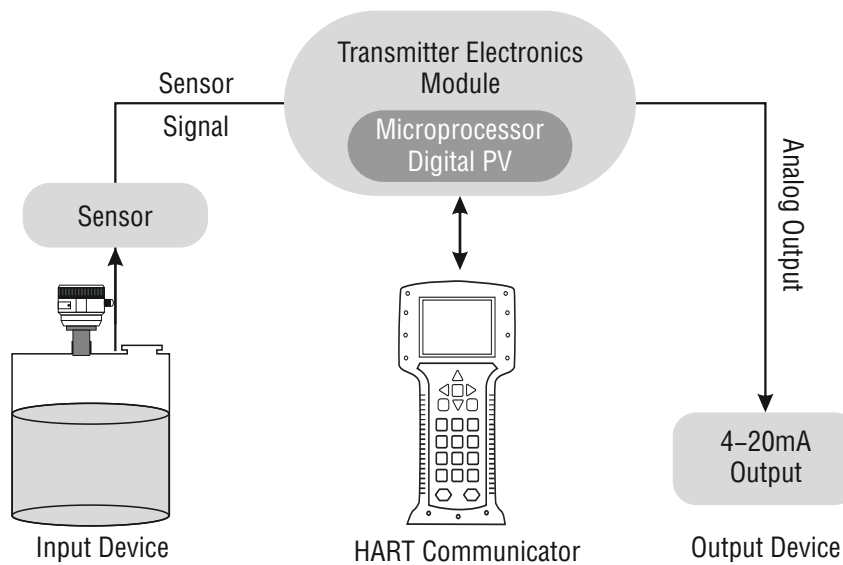 Transmitter Electronics
Module
Microprocessor
Digital PV
Sensor
Signal
Sensor
Analog Output
4–20mA
Output
Input Device
HART Communicator
Output Device